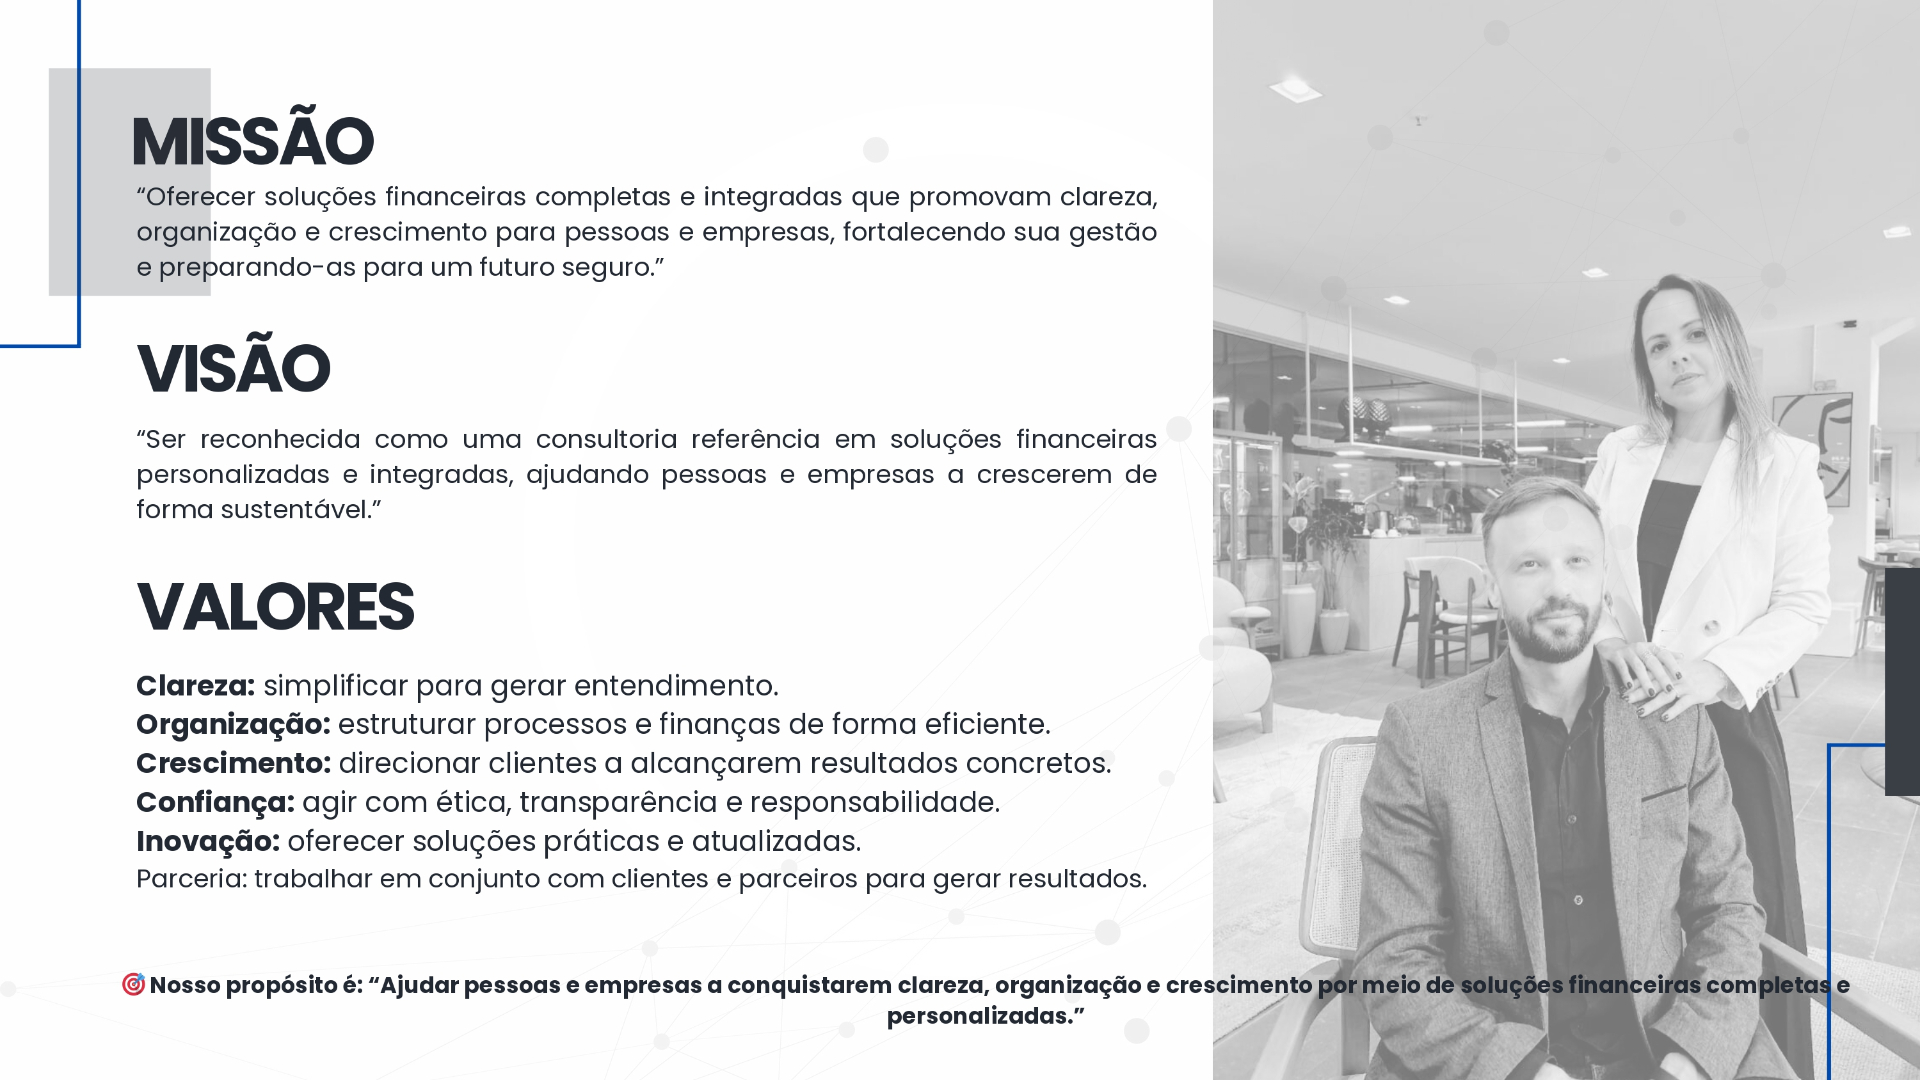 MISSÃO
“Oferecer soluções financeiras completas e integradas que promovam clareza,
organização e crescimento para pessoas e empresas, fortalecendo sua gestão
e preparando-as para um futuro seguro.”
VISÃO
“Ser reconhecida como uma consultoria referência em soluções financeiras
personalizadas e integradas, ajudando pessoas e empresas a crescerem de
forma sustentável.”
VALORES
Clareza: simplificar para gerar entendimento.
Organização: estruturar processos e finanças de forma eficiente.
Crescimento: direcionar clientes a alcançarem resultados concretos.
Confiança: agir com ética, transparência e responsabilidade.
Inovação: oferecer soluções práticas e atualizadas.
Parceria: trabalhar em conjunto com clientes e parceiros para gerar resultados.
🎯 Nosso propósito é: “Ajudar pessoas e empresas a conquistarem clareza, organização e crescimento por meio de soluções financeiras completas e
personalizadas.”